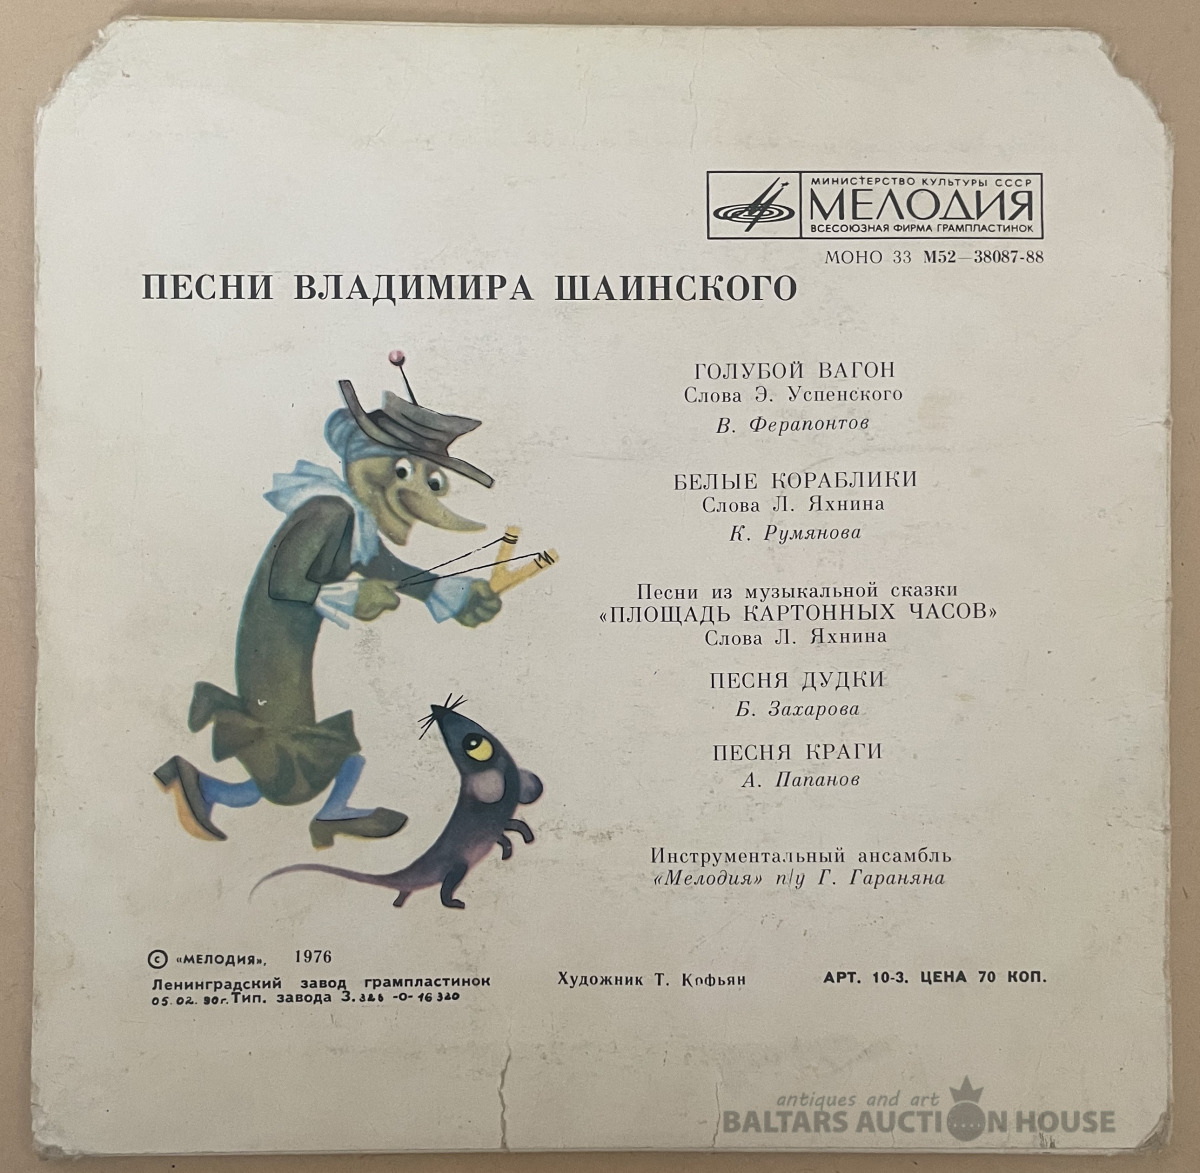 МИНИСТЕРСТВО КУЛЬТУРЫ СССР
МЕЛОДИЯ
ВСЕСОЮЗНАЯ ФИРМА ГРАМПЛАСТИНОК
МОНО 33 М52—38087-88
ПЕСНИ ВЛАДИМИРА ШАИНСКОГО
ГОЛУБОЙ ВАГОН
Слова Э. Успенского
В. Ферапонтов
БЕЛЫЕ КОРАБЛИКИ
Слова Л. Яхнина
К. Румянова
Песни из музыкальной сказки
«ПЛОЩАДЬ КАРТОННЫХ ЧАСОВ»
Слова Л. Яхнина
ПЕСНЯ ДУДКИ
Б. Захарова
ПЕСНЯ КРАГИ
А. Папанов
Инструментальный ансамбль
«Мелодия» п/у Г. Гараняна
© «МЕЛОДИЯ», 1976
Ленинградский завод грампластинок
05.02.90г. Тип. завода З. 328 -0-16320
Художник Т. Кофьян
АРТ. 10-3. ЦЕНА 70 КОП.
antiques and art
BALTARS AUCTION HOUSE